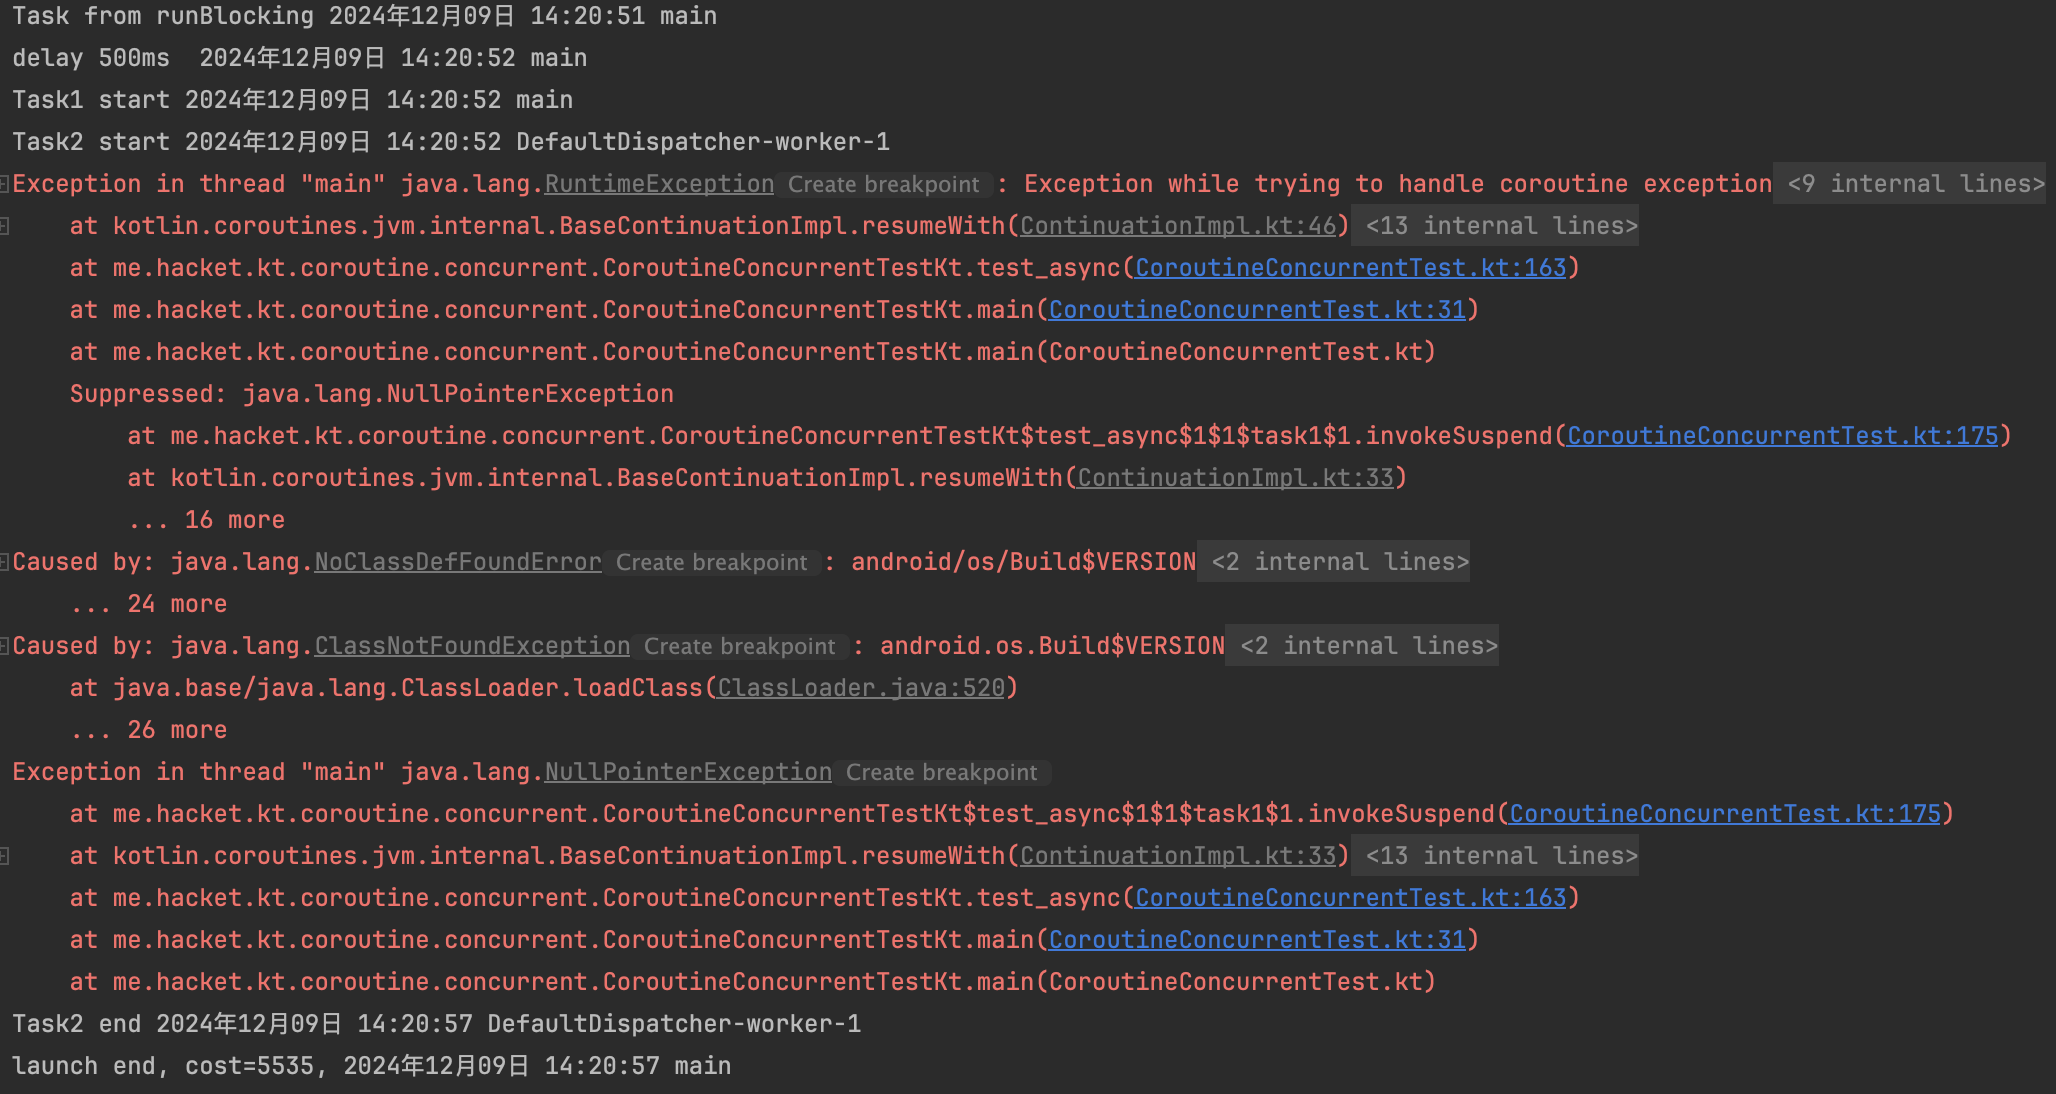 Task from runBlocking 2024年12月09日 14:20:51 main
delay 500ms  2024年12月09日 14:20:52 main
Task1 start 2024年12月09日 14:20:52 main
Task2 start 2024年12月09日 14:20:52 DefaultDispatcher-worker-1
Exception in thread "main" java.lang.RuntimeException Create breakpoint : Exception while trying to handle coroutine exception <9 internal lines>
    at kotlin.coroutines.jvm.internal.BaseContinuationImpl.resumeWith(ContinuationImpl.kt:46) <13 internal lines>
    at me.hacket.kt.coroutine.concurrent.CoroutineConcurrentTestKt.test_async(CoroutineConcurrentTest.kt:163)
    at me.hacket.kt.coroutine.concurrent.CoroutineConcurrentTestKt.main(CoroutineConcurrentTest.kt:31)
    at me.hacket.kt.coroutine.concurrent.CoroutineConcurrentTestKt.main(CoroutineConcurrentTest.kt)
    Suppressed: java.lang.NullPointerException
        at me.hacket.kt.coroutine.concurrent.CoroutineConcurrentTestKt$test_async$1$1$task1$1.invokeSuspend(CoroutineConcurrentTest.kt:175)
        at kotlin.coroutines.jvm.internal.BaseContinuationImpl.resumeWith(ContinuationImpl.kt:33)
        ... 16 more
Caused by: java.lang.NoClassDefFoundError Create breakpoint : android/os/Build$VERSION <2 internal lines>
    ... 24 more
Caused by: java.lang.ClassNotFoundException Create breakpoint : android.os.Build$VERSION <2 internal lines>
    at java.base/java.lang.ClassLoader.loadClass(ClassLoader.java:520)
    ... 26 more
Exception in thread "main" java.lang.NullPointerException Create breakpoint
    at me.hacket.kt.coroutine.concurrent.CoroutineConcurrentTestKt$test_async$1$1$task1$1.invokeSuspend(CoroutineConcurrentTest.kt:175)
    at kotlin.coroutines.jvm.internal.BaseContinuationImpl.resumeWith(ContinuationImpl.kt:33) <13 internal lines>
    at me.hacket.kt.coroutine.concurrent.CoroutineConcurrentTestKt.test_async(CoroutineConcurrentTest.kt:163)
    at me.hacket.kt.coroutine.concurrent.CoroutineConcurrentTestKt.main(CoroutineConcurrentTest.kt:31)
    at me.hacket.kt.coroutine.concurrent.CoroutineConcurrentTestKt.main(CoroutineConcurrentTest.kt)
Task2 end 2024年12月09日 14:20:57 DefaultDispatcher-worker-1
launch end, cost=5535, 2024年12月09日 14:20:57 main